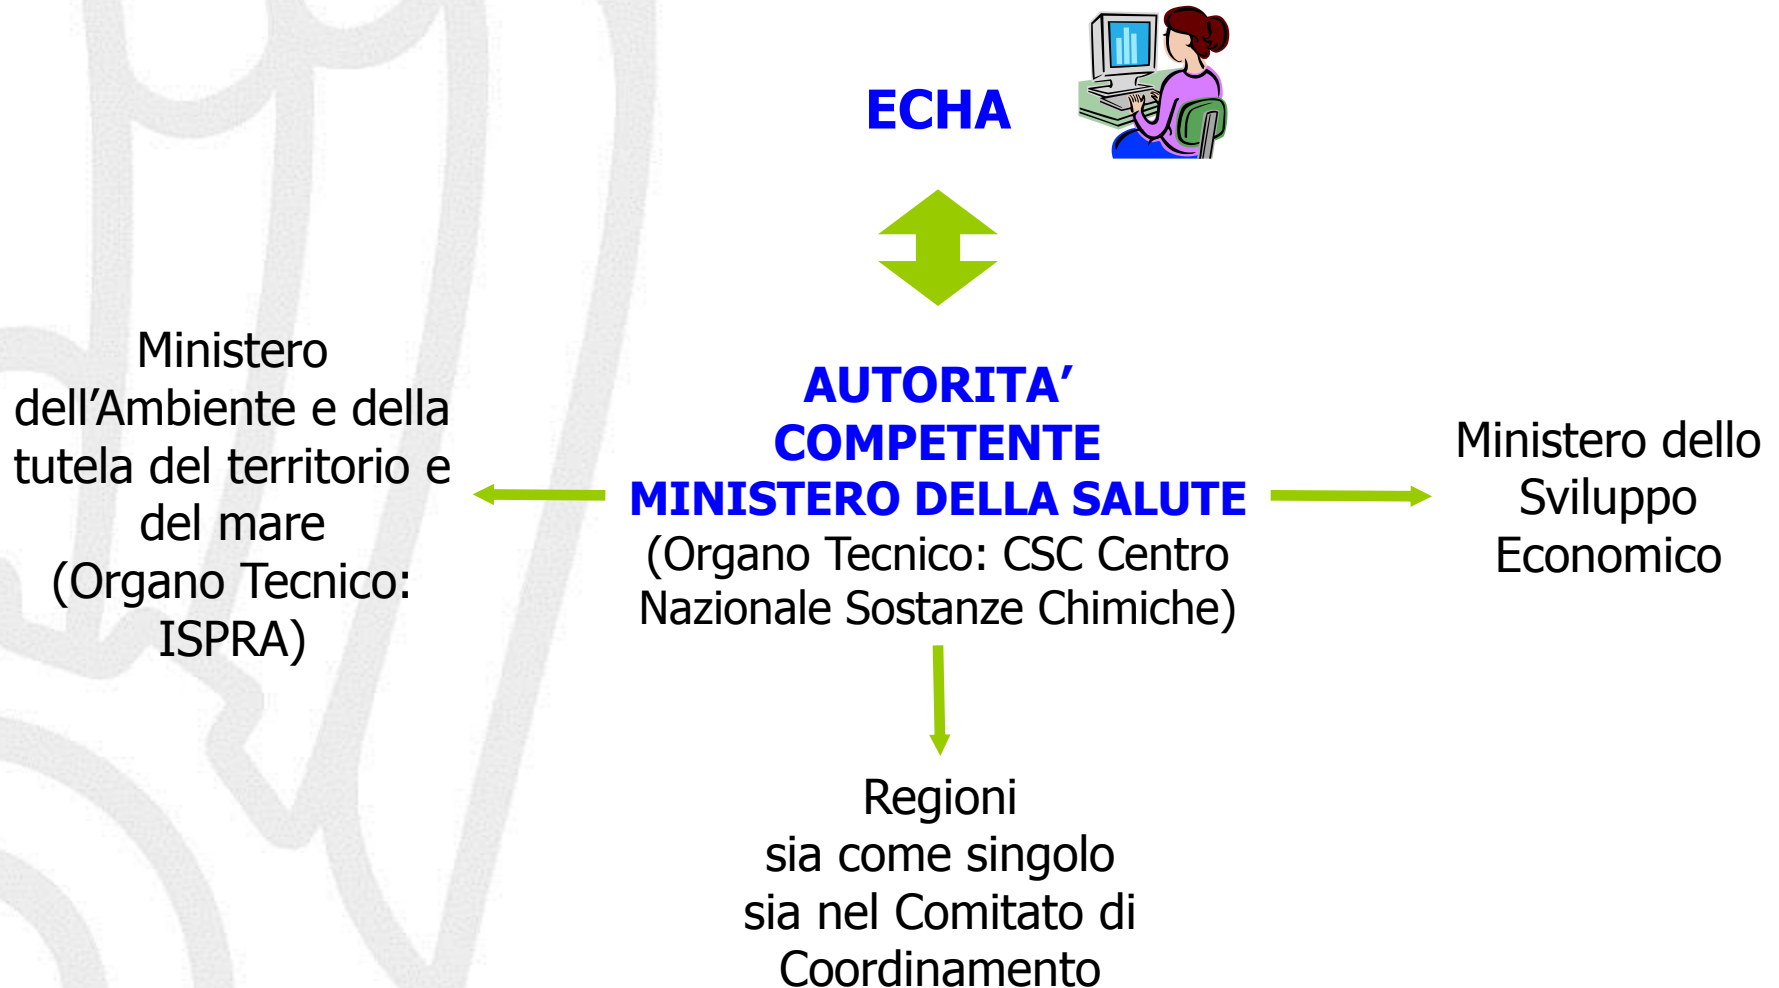 ECHA
Ministero
dell’Ambiente e della
tutela del territorio e
del mare
(Organo Tecnico:
ISPRA)
AUTORITA’
COMPETENTE
MINISTERO DELLA SALUTE
(Organo Tecnico: CSC Centro
Nazionale Sostanze Chimiche)
Ministero dello
Sviluppo
Economico
Regioni
sia come singolo
sia nel Comitato di
Coordinamento